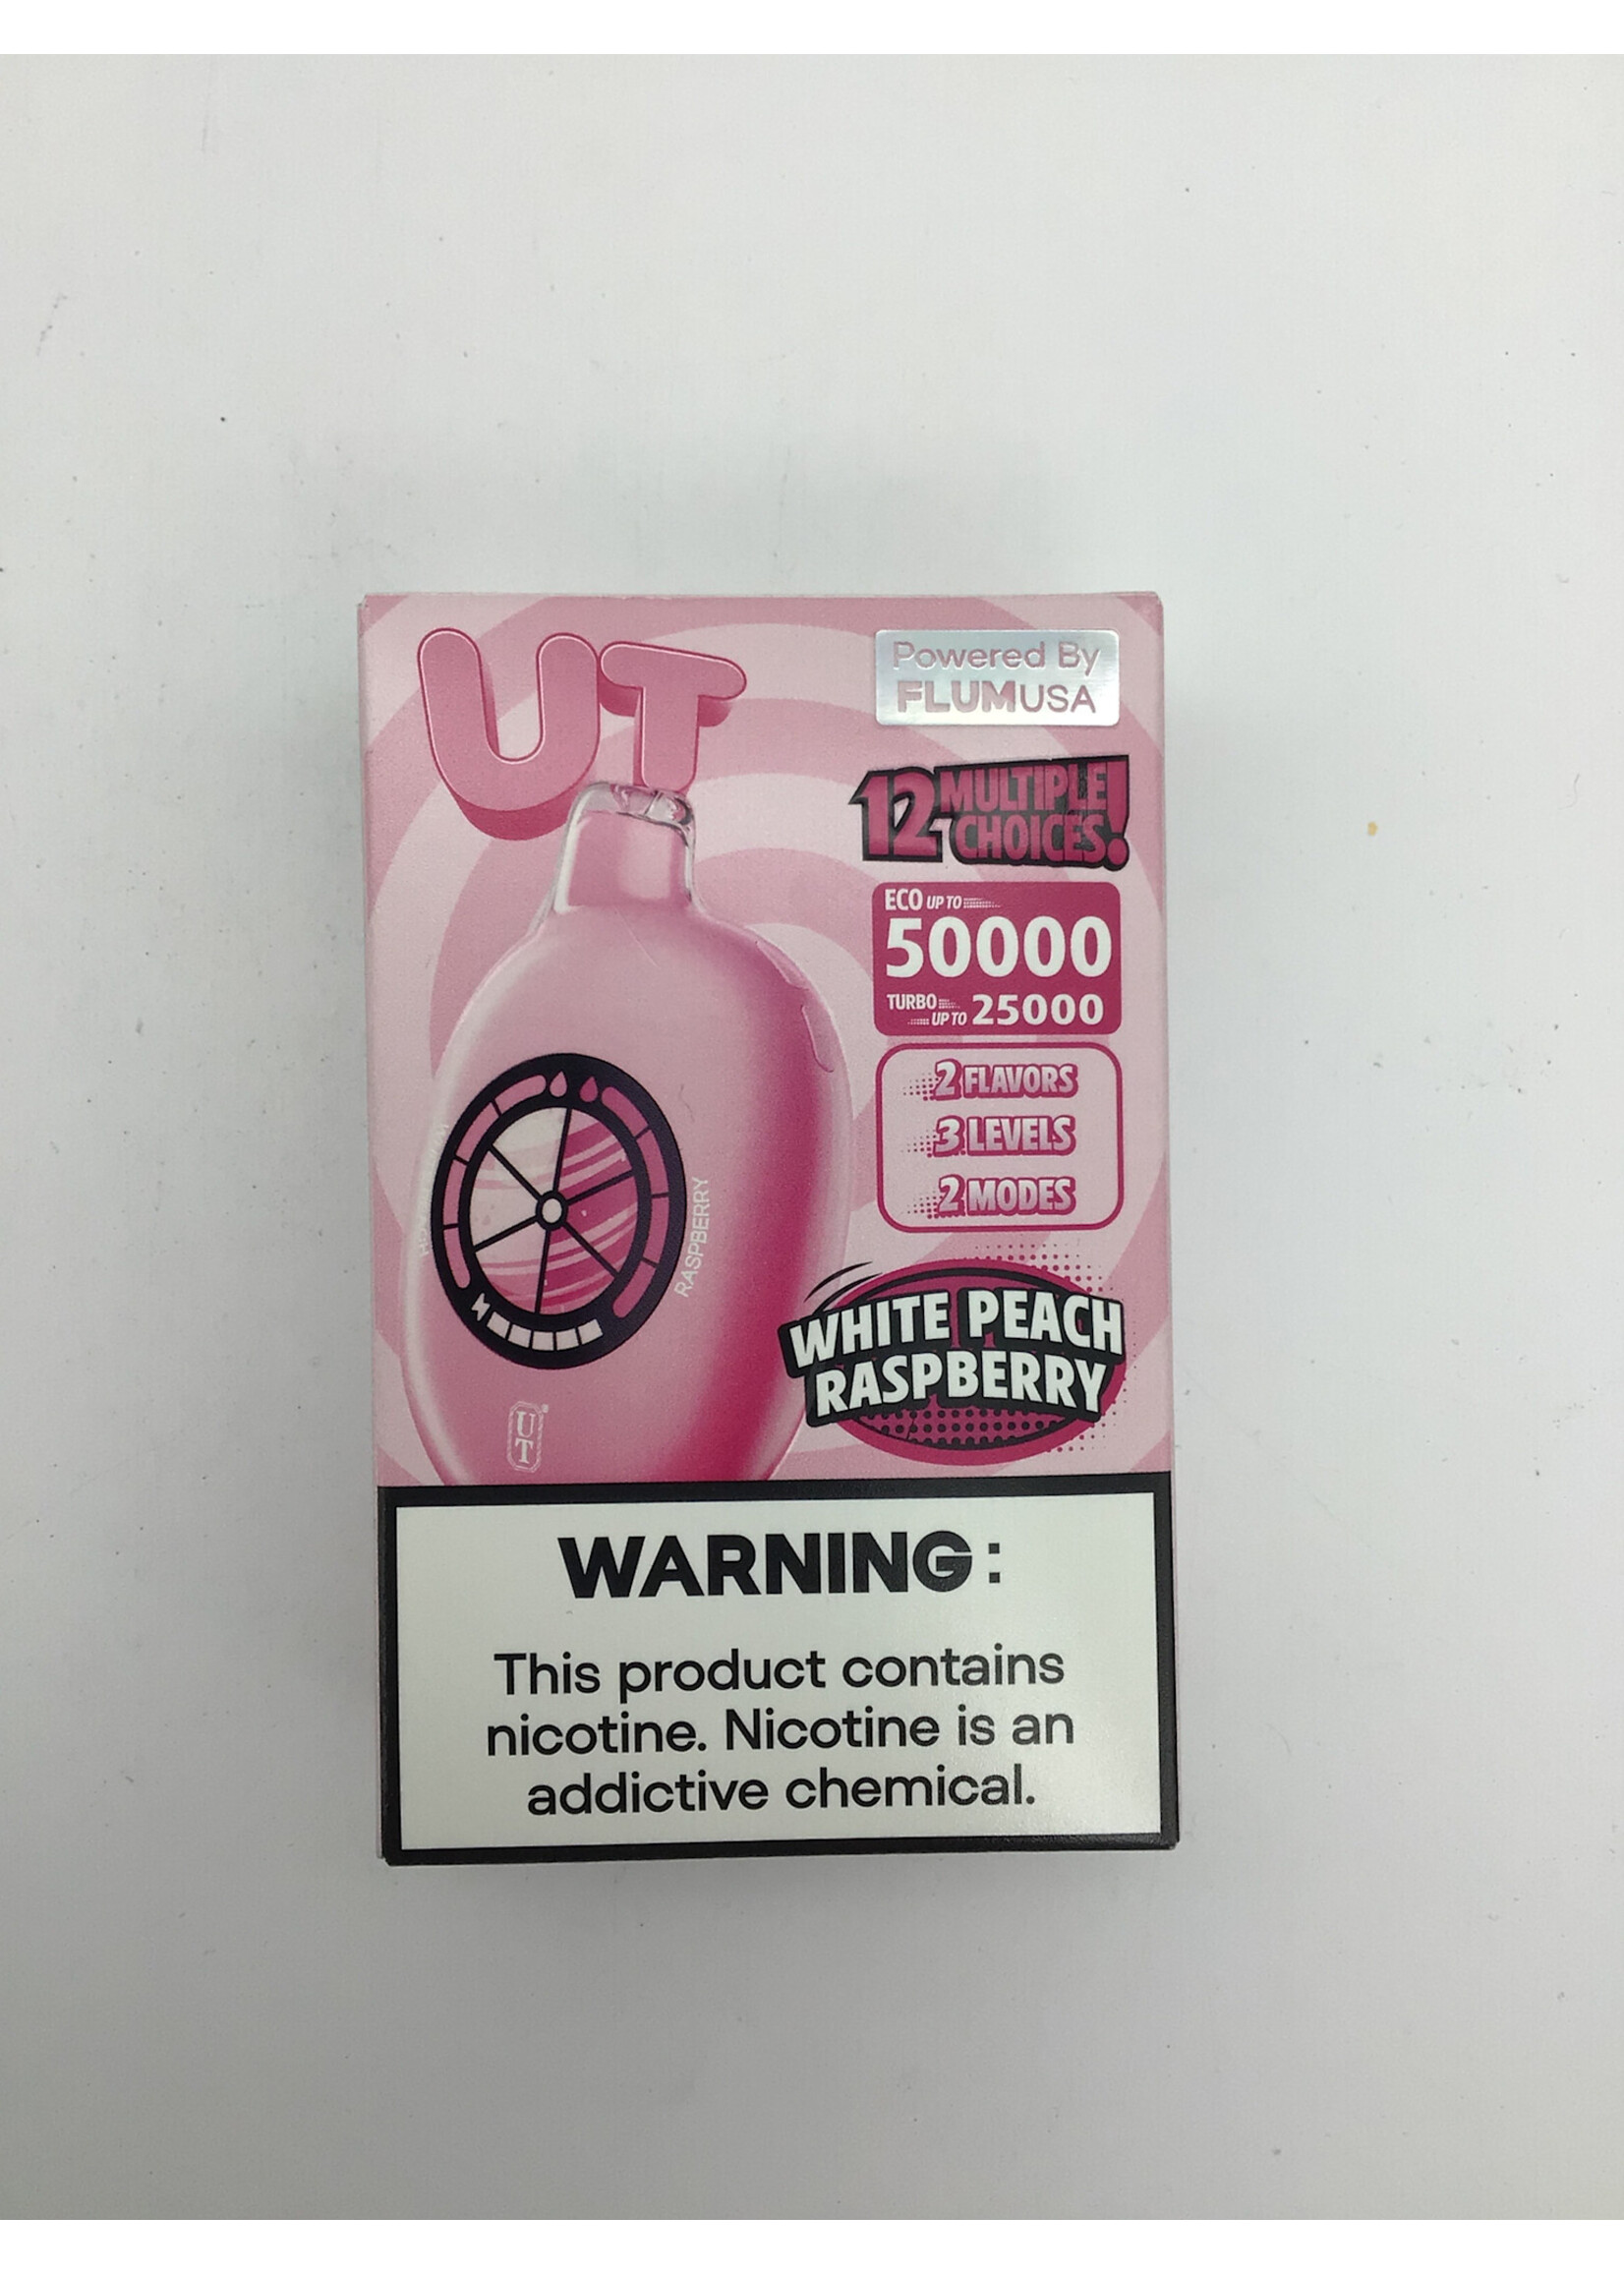 UT
Powered By
FLUMUSA
12 MULTIPLE
CHOICES!
ECO UP TO
50000
TURBO
UP TO 25000
2 FLAVORS
3 LEVELS
2 MODES
RASPBERRY
WHITE PEACH
RASPBERRY
U
T
WARNING:
This product contains
nicotine. Nicotine is an
addictive chemical.